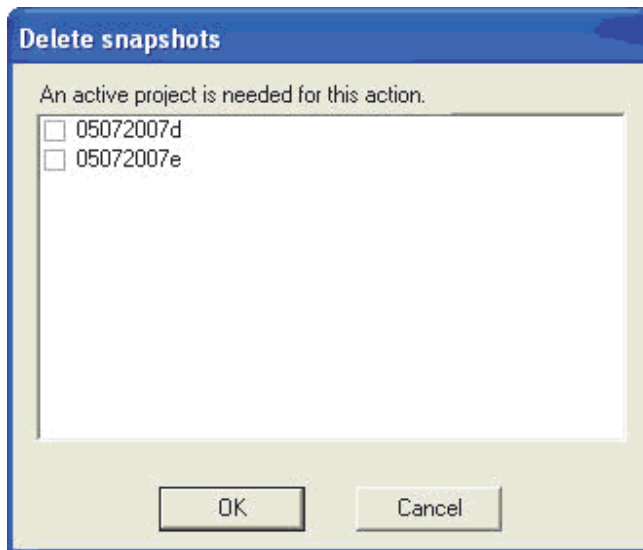 Delete snapshots
An active project is needed for this action.
05072007d
05072007e
OK Cancel